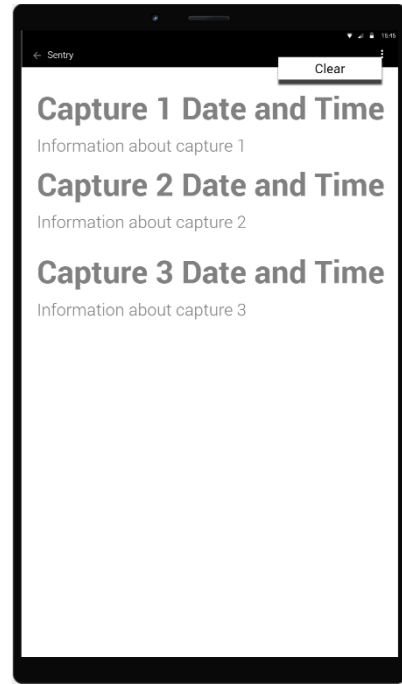 15:45
Sentry
Clear
Capture 1 Date and Time
Information about capture 1
Capture 2 Date and Time
Information about capture 2
Capture 3 Date and Time
Information about capture 3